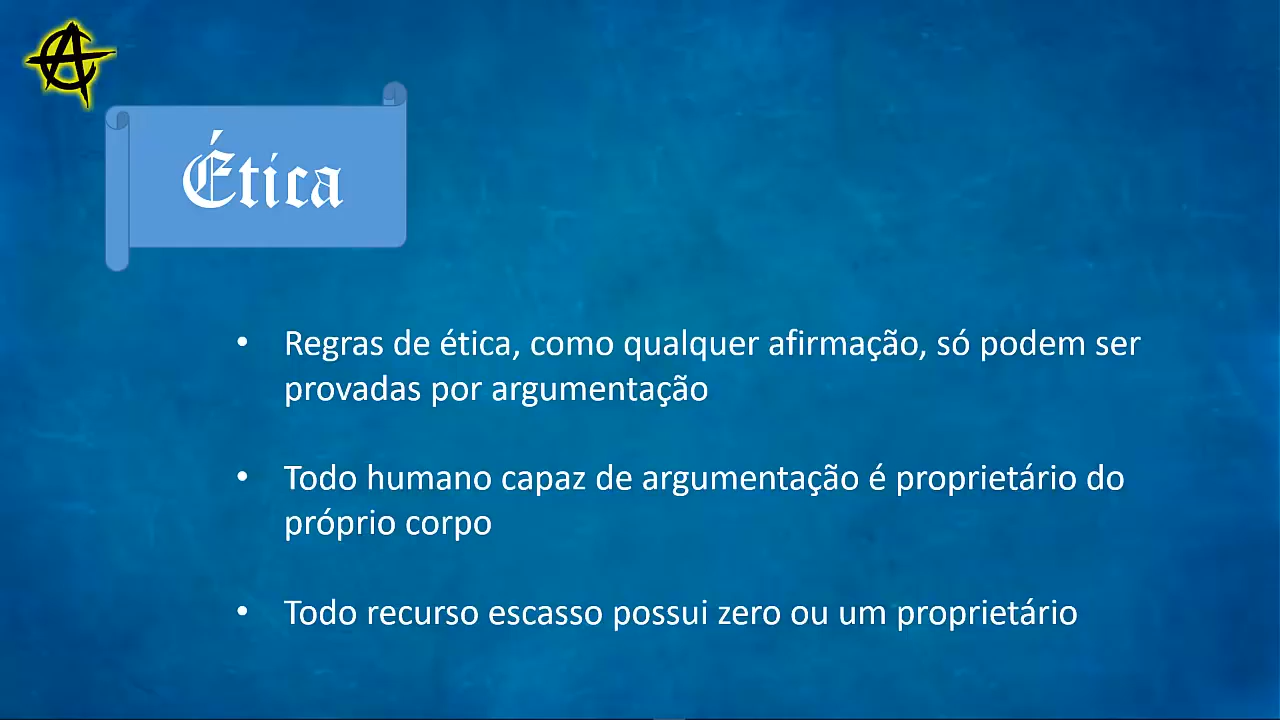 Ética
• Regras de ética, como qualquer afirmação, só podem ser
provadas por argumentação
• Todo humano capaz de argumentação é proprietário do
próprio corpo
• Todo recurso escasso possui zero ou um proprietário